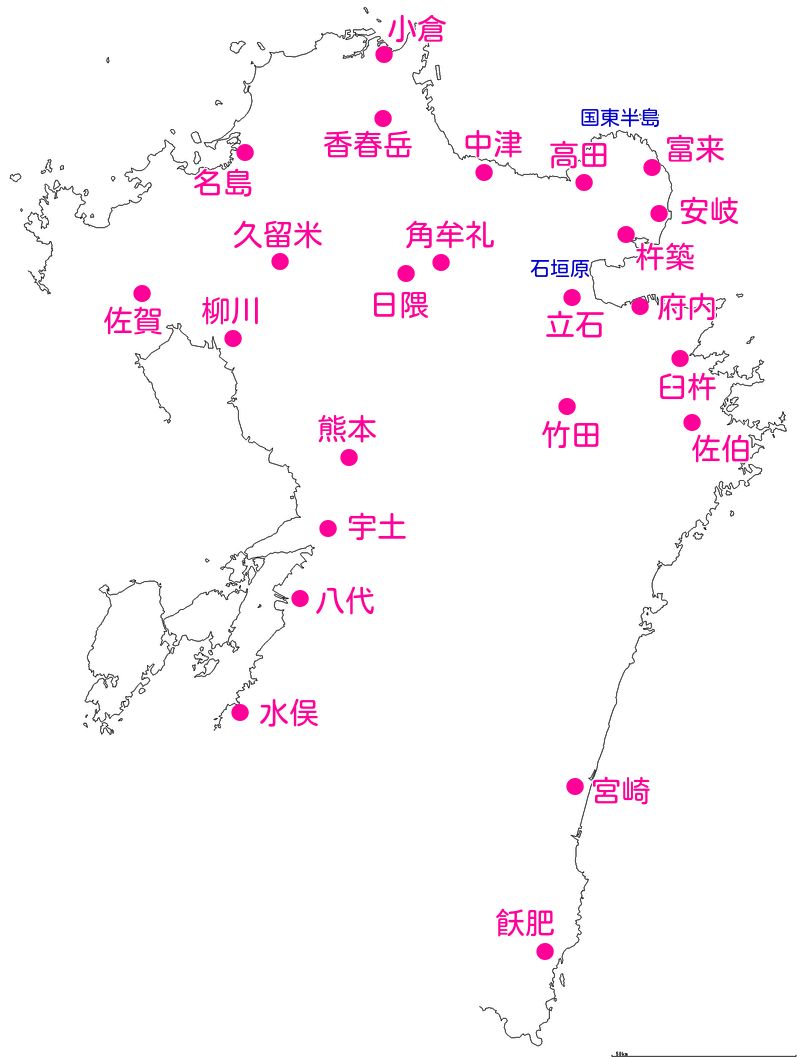 小倉
香春岳
国東半島
中津
高田
富来
名島
安岐
久留米
角牟礼
杵築
石垣原
日隈
佐賀
柳川
立石
府内
臼杵
熊本
竹田
佐伯
宇土
八代
水俣
宮崎
飫肥
50km